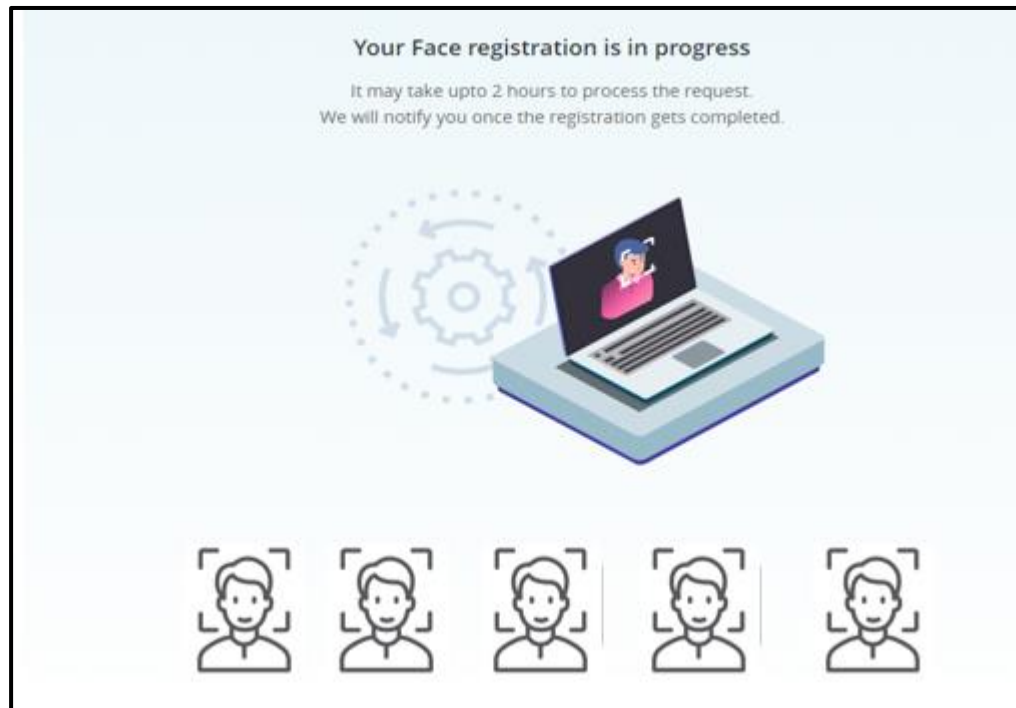 Your Face registration is in progress
It may take upto 2 hours to process the request.
We will notify you once the registration gets completed.